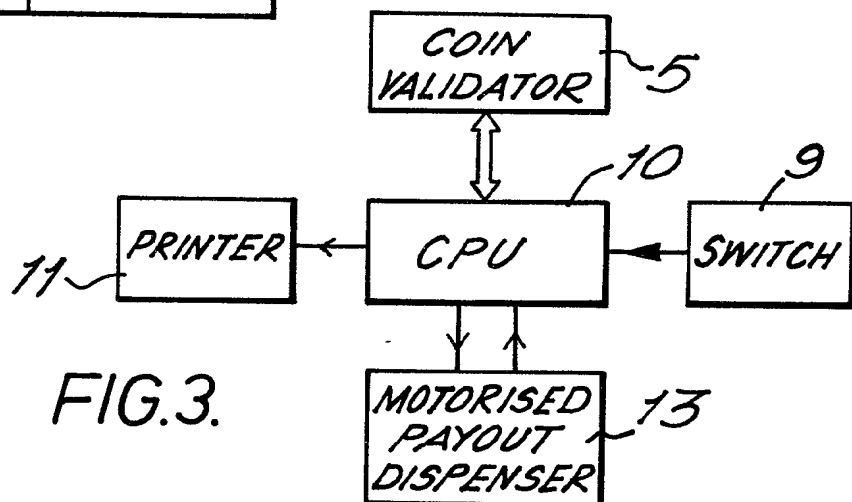 COIN
VALIDATOR
5
10
9
PRINTER
CPU
SWITCH
11
FIG.3.
MOTORISED
PAYOUT
DISPENSER
13